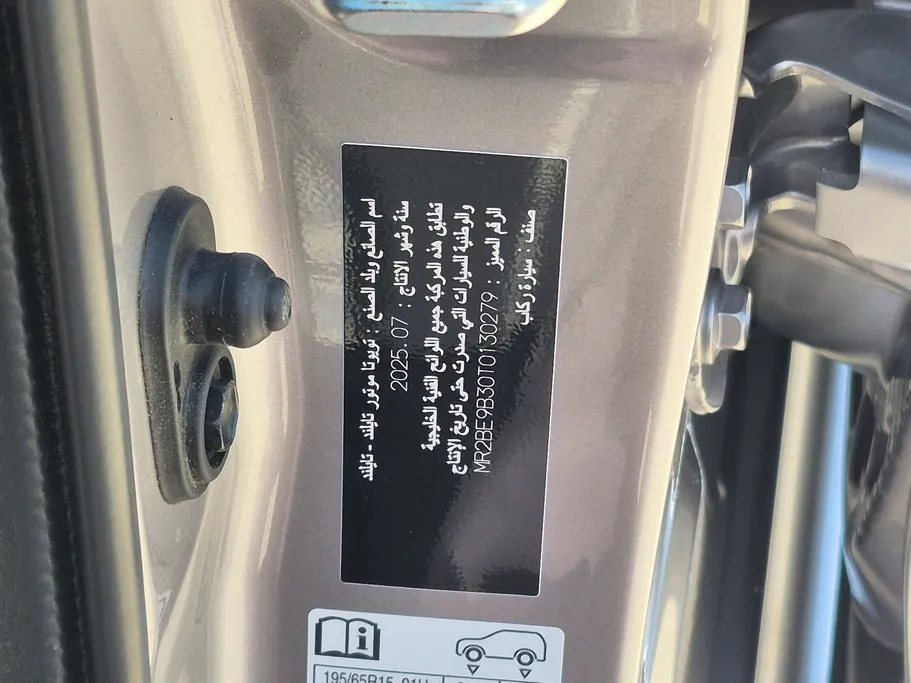 اسم الصانع وبلد الصنع : تويوتا موتور تايلند - تايلند
سنة وشهر الإنتاج : 2025.07
تطابق هذه المركبة جميع اللوائح الفنية الخليجية
والوطنية للسيارات التي صدرت حتى تاريخ الإنتاج
الرقم المميز : MR2BE9B30T0130279
صنف : سيارة ركاب
195/65R15